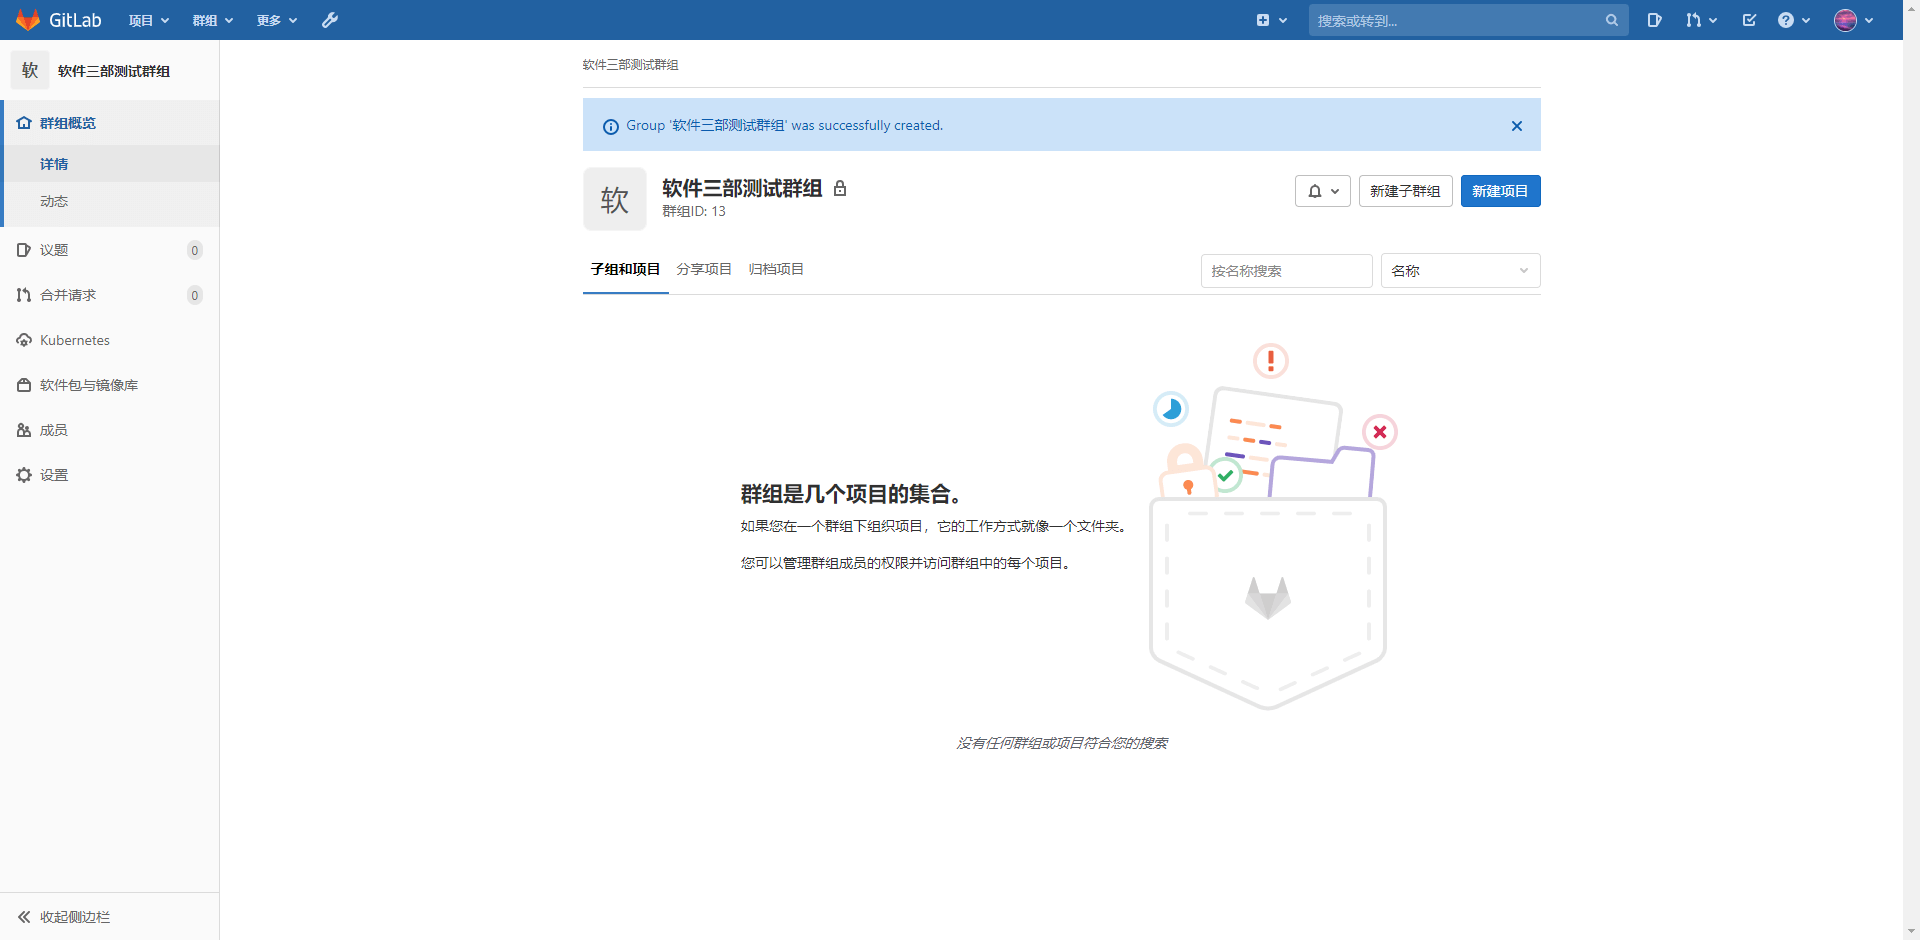 GitLab 项目 群组 更多 搜索或转到...
软 软件三部测试群组
群组概览
详情
动态
议题 0
合并请求 0
Kubernetes
软件包与镜像库
成员
设置
收起侧边栏
软件三部测试群组
Group '软件三部测试群组' was successfully created.
软 软件三部测试群组
群组ID: 13
新建子群组 新建项目
子组和项目 分享项目 归档项目 按名称搜索 名称
群组是几个项目的集合。
如果您在一个群组下组织项目，它的工作方式就像一个文件夹。
您可以管理群组成员的权限并访问群组中的每个项目。
没有任何群组或项目符合您的搜索